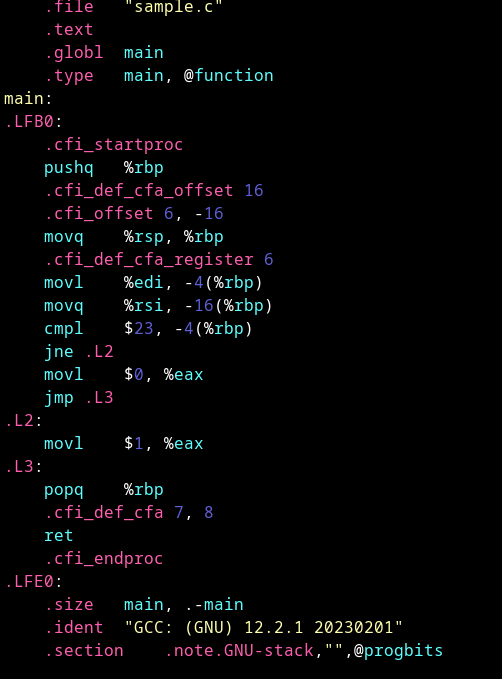 .file "sample.c"
.text
.globl main
.type main, @function
main:
.LFB0:
.cfi_startproc
pushq %rbp
.cfi_def_cfa_offset 16
.cfi_offset 6, -16
movq %rsp, %rbp
.cfi_def_cfa_register 6
movl %edi, -4(%rbp)
movq %rsi, -16(%rbp)
cmpl $23, -4(%rbp)
jne .L2
movl $0, %eax
jmp .L3
.L2:
movl $1, %eax
.L3:
popq %rbp
.cfi_def_cfa 7, 8
ret
.cfi_endproc
.LFE0:
.size main, .-main
.ident "GCC: (GNU) 12.2.1 20230201"
.section .note.GNU-stack,"",@progbits